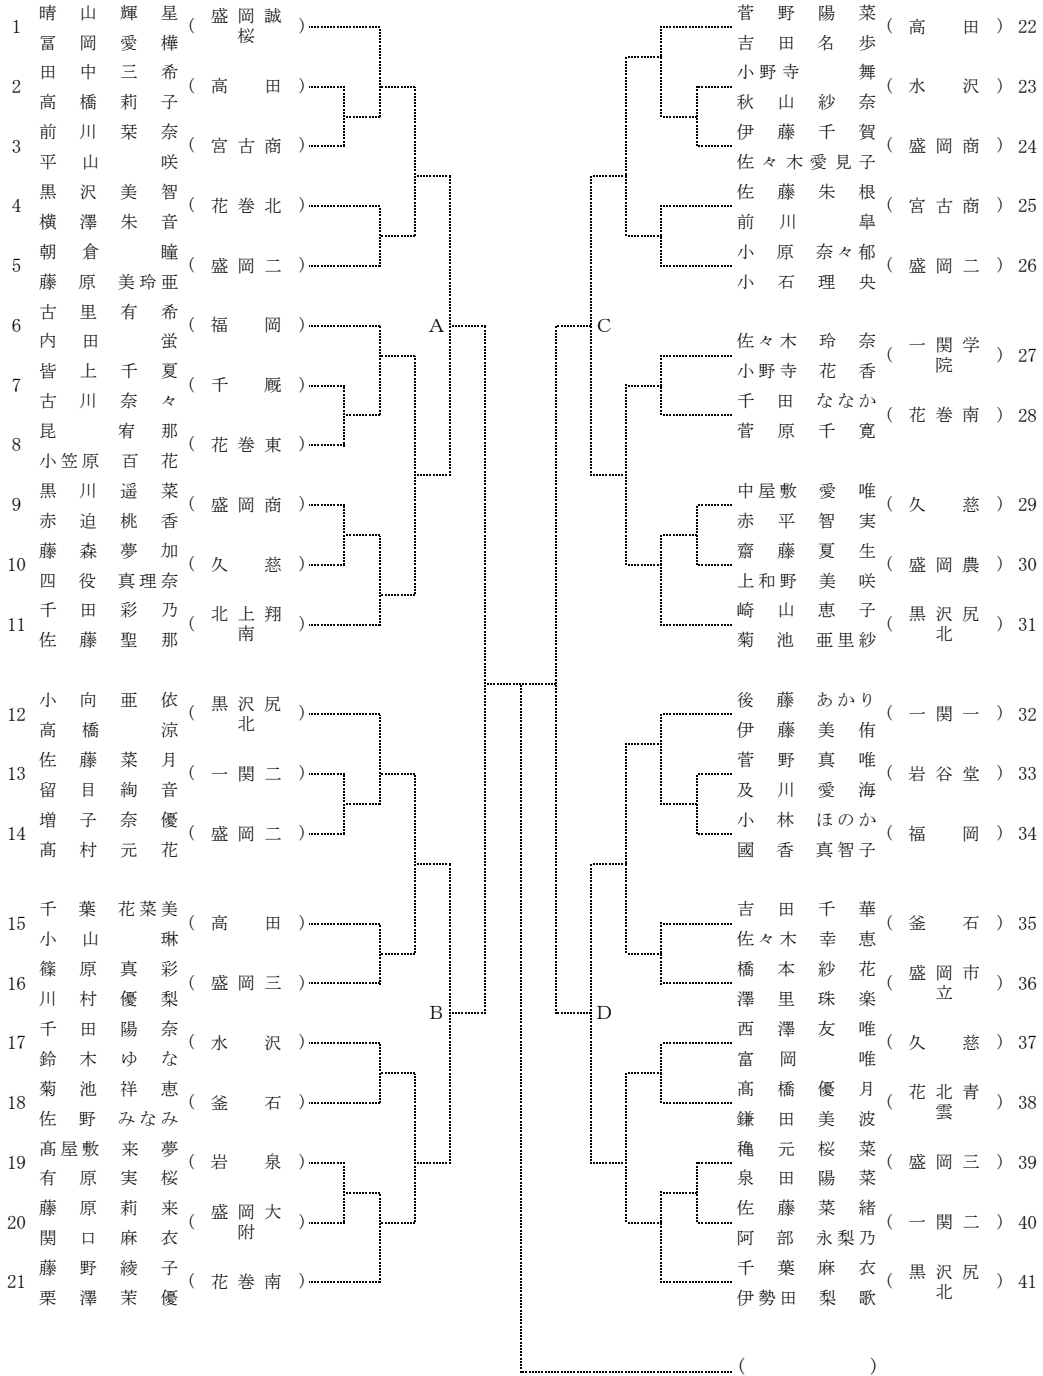 1 晴山輝星 冨岡愛樺 (盛岡誠桜)
2 田中三希 高橋莉子 (高田)
3 前川栞奈 平山咲 (宮古商)
4 黒沢美智 横澤朱音 (花巻北)
5 朝倉瞳 藤原美玲亜 (盛岡二)
6 古里有希 内田蛍 (福岡)
7 皆上千夏 古川奈々 (千厩)
8 昆宥那 小笠原百花 (花巻東)
9 黒川遥菜 赤迫桃香 (盛岡商)
10 藤森夢加 四役真理奈 (久慈)
11 千田彩乃 佐藤聖那 (北上翔南)
12 小向亜依 高橋涼 (黒沢尻北)
13 佐藤菜月 留目絢音 (一関二)
14 増子奈優 髙村元花 (盛岡二)
15 千葉花菜美 小山琳 (高田)
16 篠原真彩 川村優梨 (盛岡三)
17 千田陽奈 鈴木ゆな (水沢)
18 菊池祥恵 佐野みなみ (釜石)
19 髙屋敷来夢 有原実桜 (岩泉)
20 藤原莉来 関口麻衣 (盛岡大附)
21 藤野綾子 栗澤茉優 (花巻南)
A
B
C
D
菅野陽菜 吉田名歩 (高田) 22
小野寺舞 秋山紗奈 (水沢) 23
伊藤千賀 佐々木愛見子 (盛岡商) 24
佐藤朱根 前川皐 (宮古商) 25
小原奈々郁 小石理央 (盛岡二) 26
佐々木玲奈 小野寺花香 (一関学院) 27
千田ななか 菅原千寛 (花巻南) 28
中屋敷愛唯 赤平智実 (久慈) 29
齋藤夏生 上和野美咲 (盛岡農) 30
崎山恵子 菊池亜里紗 (黒沢尻北) 31
後藤あかり 伊藤美侑 (一関一) 32
菅野真唯 及川愛海 (岩谷堂) 33
小林ほのか 國香真智子 (福岡) 34
吉田千華 佐々木幸恵 (釜石) 35
橋本紗花 澤里珠楽 (盛岡市立) 36
西澤友唯 富岡唯 (久慈) 37
髙橋優月 鎌田美波 (花北青雲) 38
穐元桜菜 泉田陽菜 (盛岡三) 39
佐藤菜緒 阿部永梨乃 (一関二) 40
千葉麻衣 伊勢田梨歌 (黒沢尻北) 41
( )